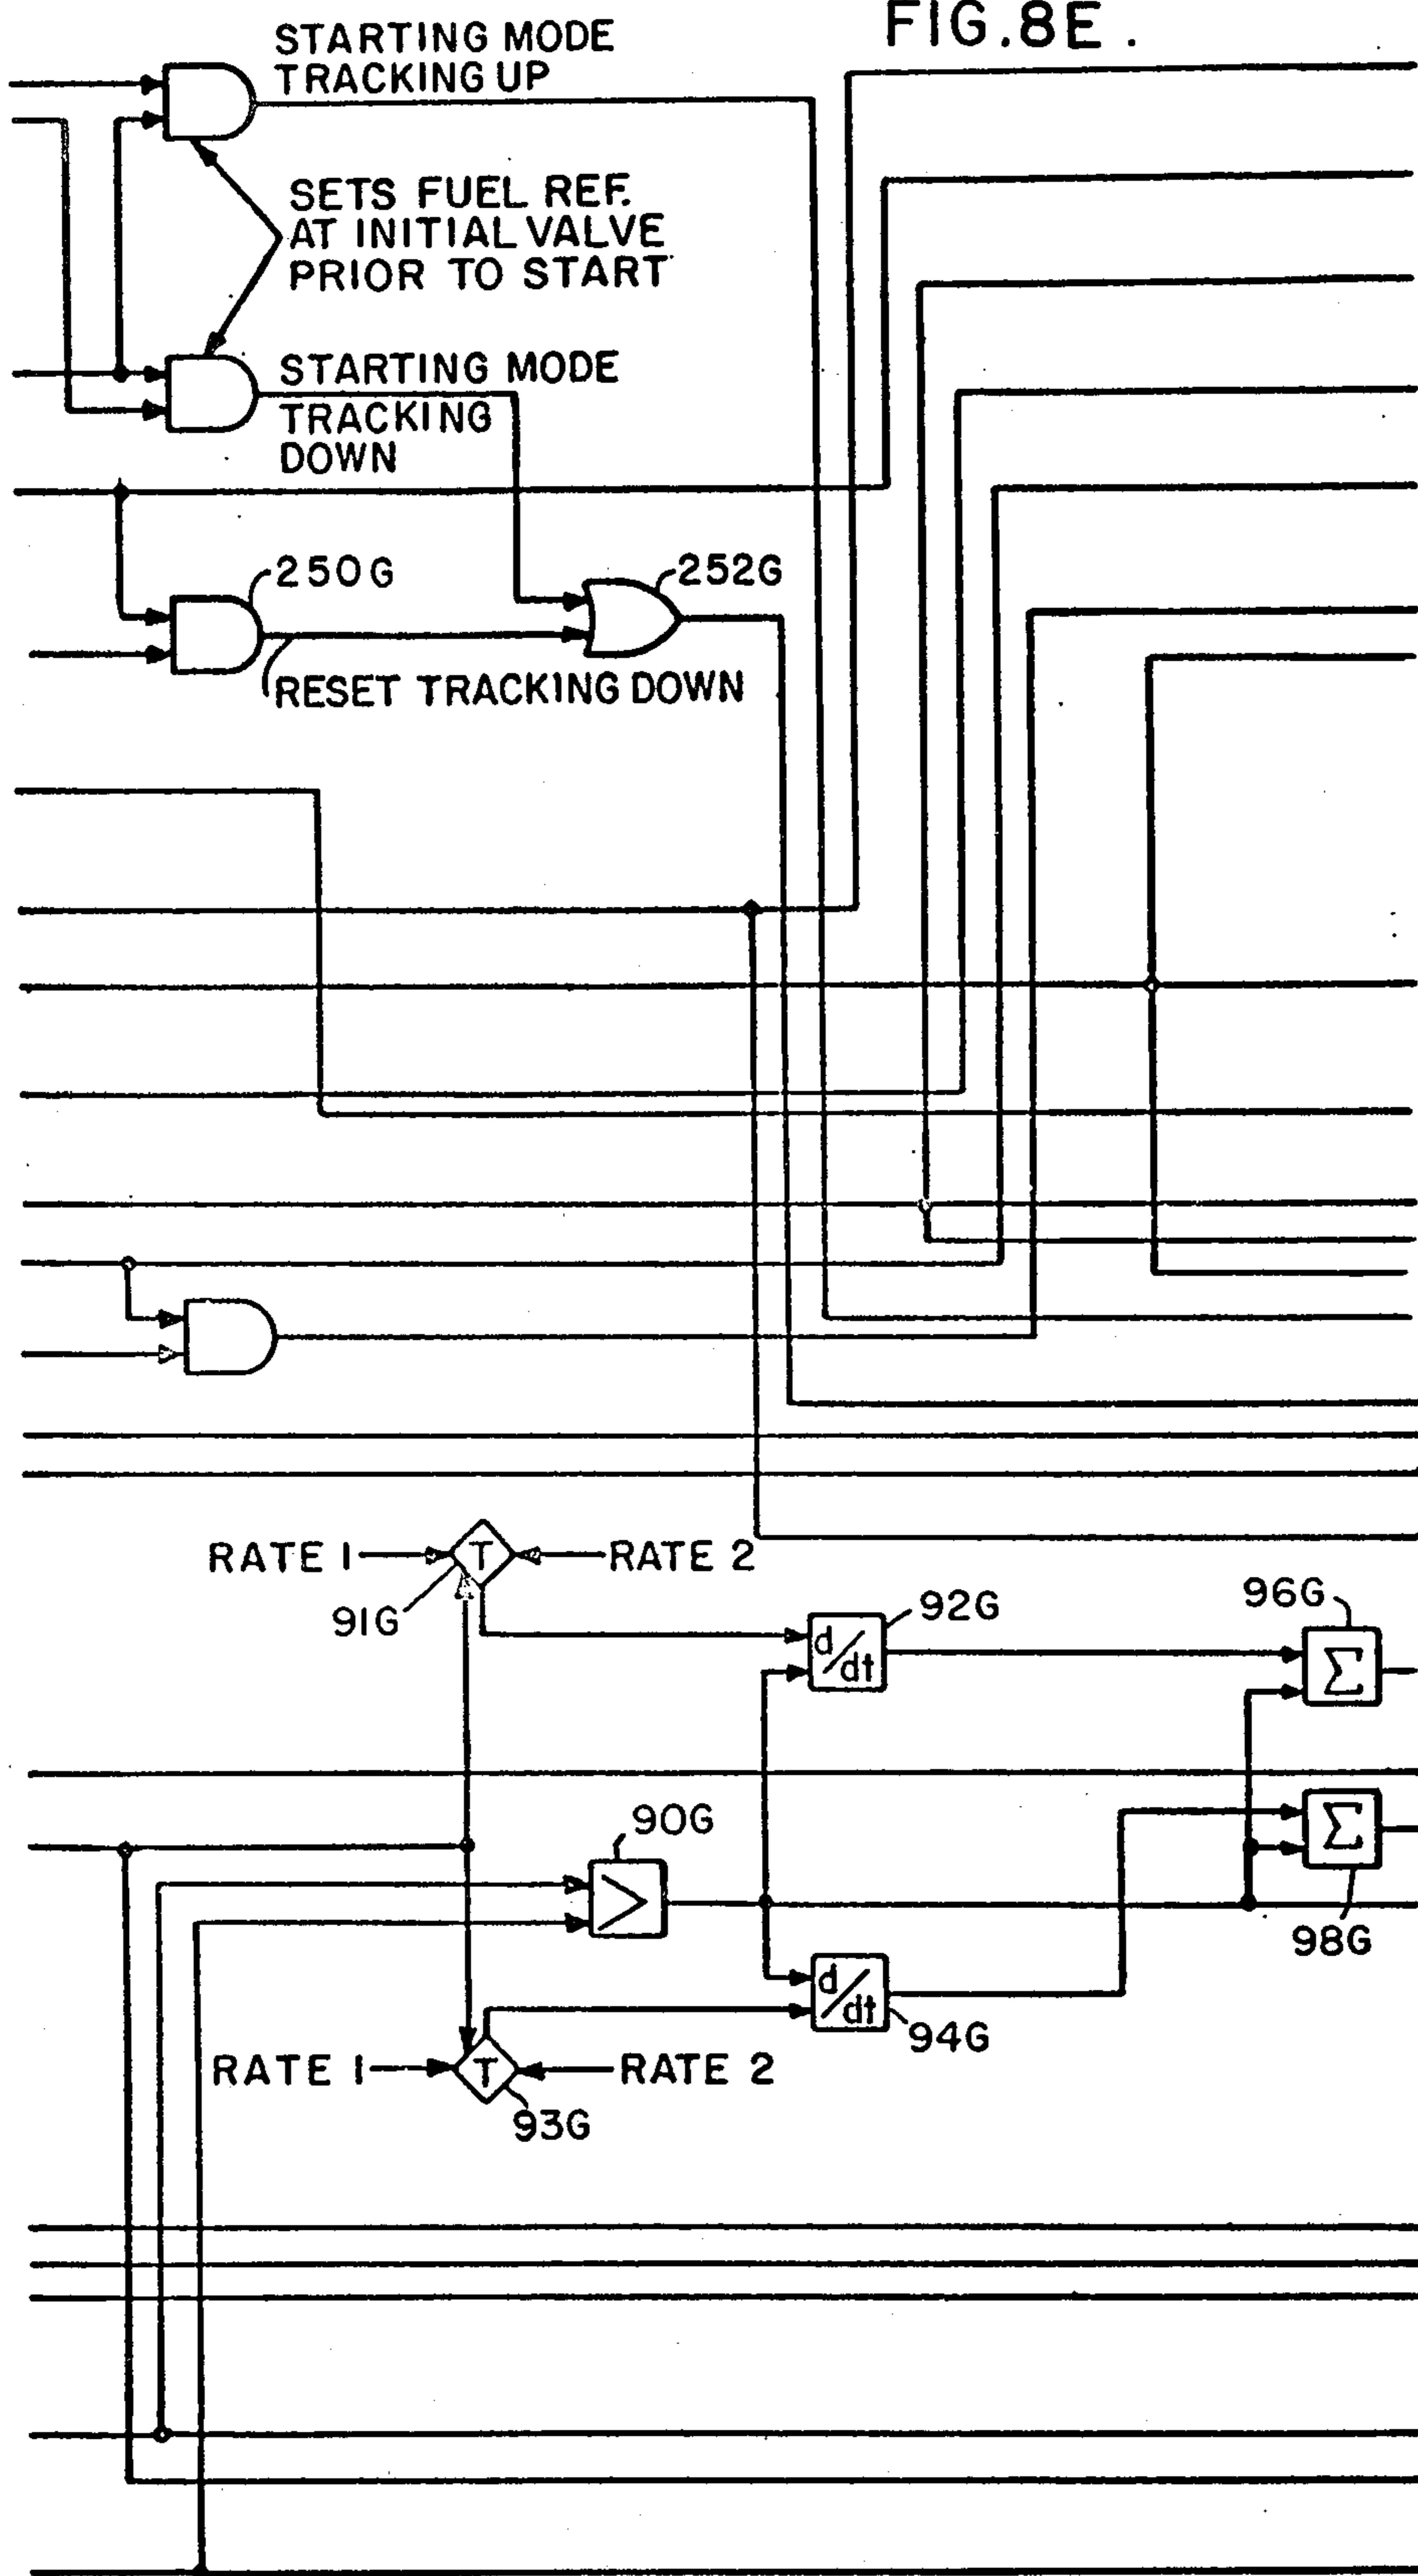 FIG.8E.
STARTING MODE
TRACKING UP
SETS FUEL REF.
AT INITIAL VALVE
PRIOR TO START
STARTING MODE
TRACKING
DOWN
250G
252G
RESET TRACKING DOWN
RATE 1
T
RATE 2
91G
d/dt
92G
96G
Σ
90G
>
Σ
98G
d/dt
94G
RATE 1
T
RATE 2
93G